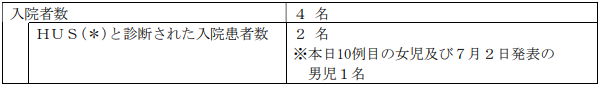 入院者数 ４ 名
ＨＵＳ（＊）と診断された入院患者数 ２ 名
※本日10例目の女児及び７月２日発表の
男児１名